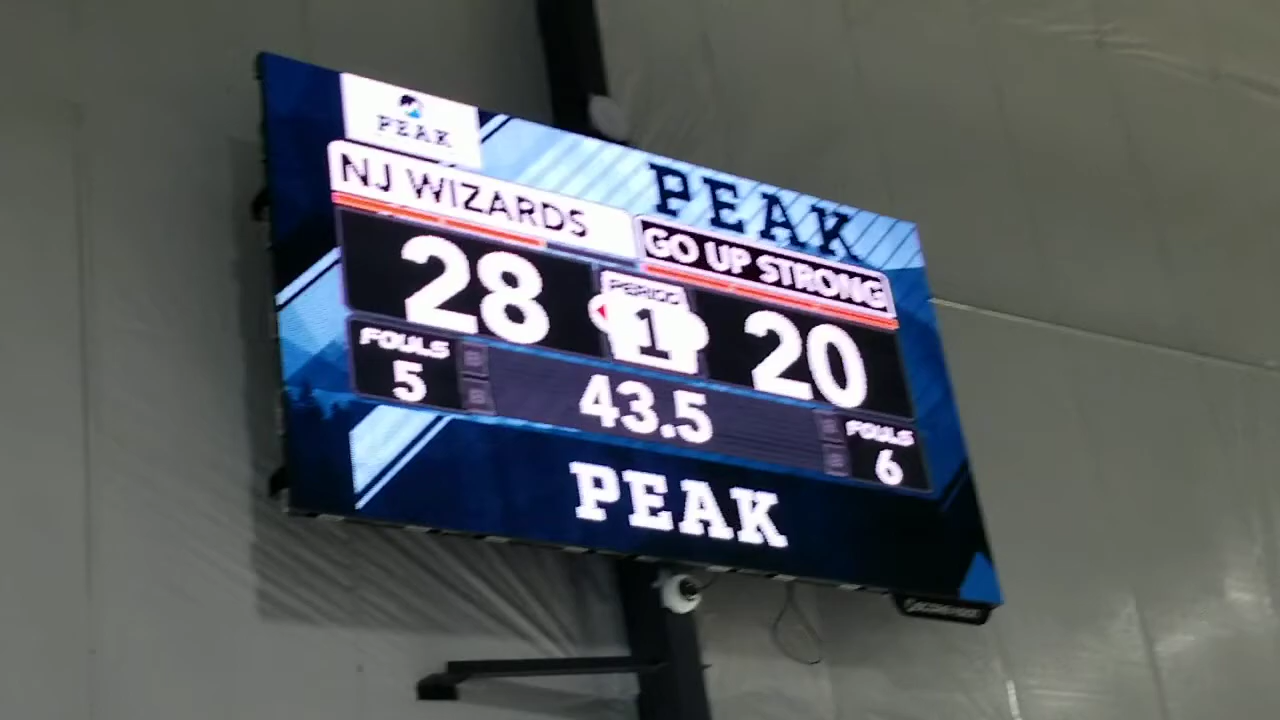 PEAK
PEAK
NJ WIZARDS
GO UP STRONG
28
PERIOD
1
20
FOULS
5
43.5
FOULS
6
PEAK